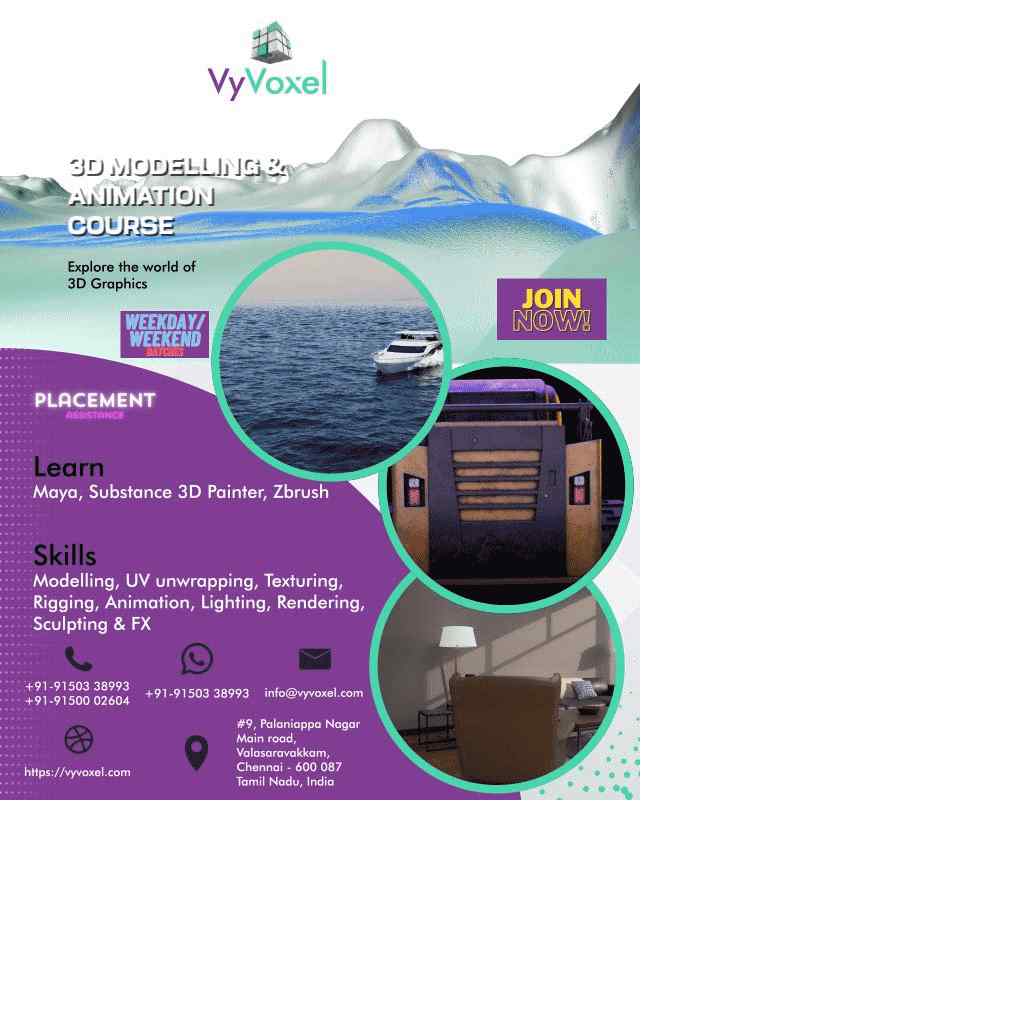 VyVoxel
3D MODELLING &
ANIMATION
COURSE
Explore the world of
3D Graphics
JOIN
NOW!
WEEKDAY/
WEEKEND
BATCHES
PLACEMENT
ASSISTANCE
Learn
Maya, Substance 3D Painter, Zbrush
Skills
Modelling, UV unwrapping, Texturing,
Rigging, Animation, Lighting, Rendering,
Sculpting & FX
+91-91503 38993
+91-91500 02604
+91-91503 38993
info@vyvoxel.com
https://vyvoxel.com
#9, Palaniappa Nagar
Main road,
Valasaravakkam,
Chennai - 600 087
Tamil Nadu, India